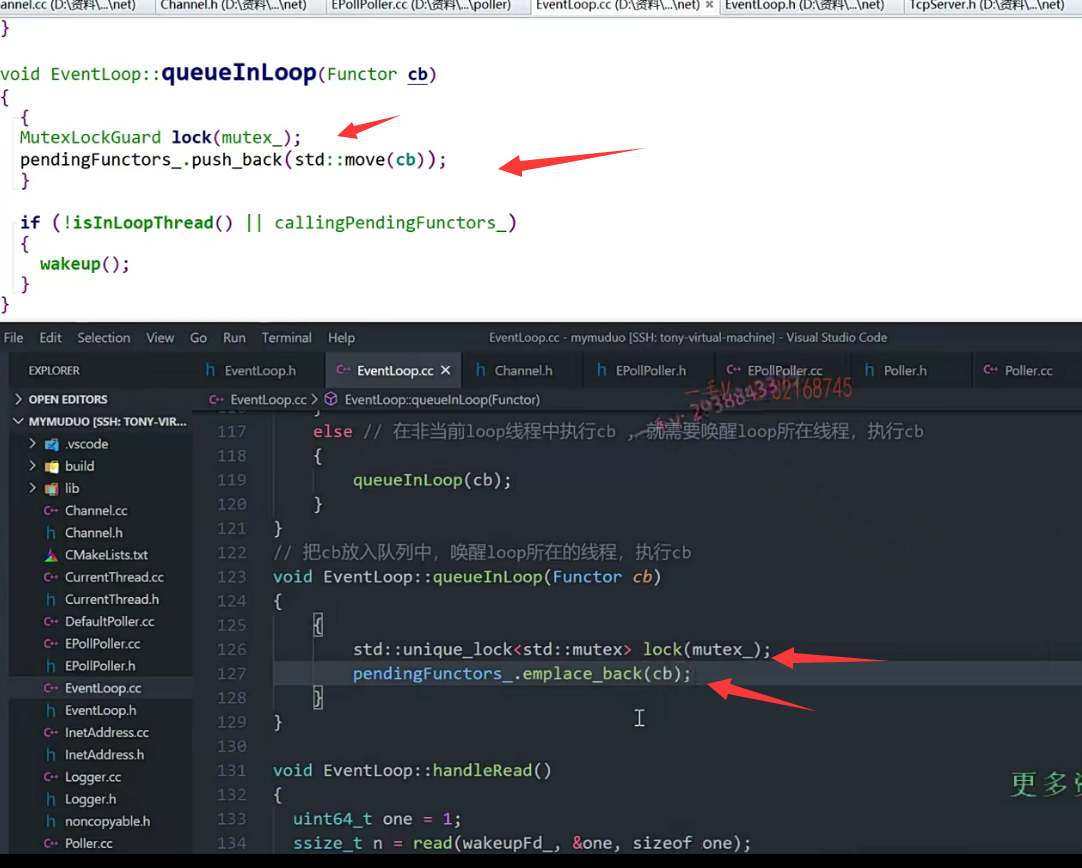 annel.cc (D:\资料\...\net) Channel.h (D:\资料\...\net) EPollPoller.cc (D:\资料\...\poller) EventLoop.cc (D:\资料\...\net) × EventLoop.h (D:\资料\...\net) TcpServer.h (D:\资料\...\net)
}
void EventLoop::queueInLoop(Functor cb)
{
{
MutexLockGuard lock(mutex_);
pendingFunctors_.push_back(std::move(cb));
}
if (!isInLoopThread() || callingPendingFunctors_)
{
wakeup();
}
}
File Edit Selection View Go Run Terminal Help EventLoop.cc - mymuduo [SSH: tony-virtual-machine] - Visual Studio Code
EXPLORER
OPEN EDITORS
MYMUDUO [SSH: TONY-VIR...
.vscode
build
lib
Channel.cc
Channel.h
CMakeLists.txt
CurrentThread.cc
CurrentThread.h
DefaultPoller.cc
EPollPoller.cc
EPollPoller.h
EventLoop.cc
EventLoop.h
InetAddress.cc
InetAddress.h
Logger.cc
Logger.h
noncopyable.h
Poller.cc
EventLoop.h EventLoop.cc × Channel.h EPollPoller.h EPollPoller.cc Poller.h Poller.cc
EventLoop.cc > EventLoop::queueInLoop(Functor)
117 else // 在非当前loop线程中执行cb ，就需要唤醒loop所在线程，执行cb
118 {
119 queueInLoop(cb);
120 }
121 }
122 // 把cb放入队列中，唤醒loop所在的线程，执行cb
123 void EventLoop::queueInLoop(Functor cb)
124 {
125 {
126 std::unique_lock<std::mutex> lock(mutex_);
127 pendingFunctors_.emplace_back(cb);
128 }
129 }
130
131 void EventLoop::handleRead()
132 {
133 uint64_t one = 1;
134 ssize_t n = read(wakeupFd_, &one, sizeof one);
更多